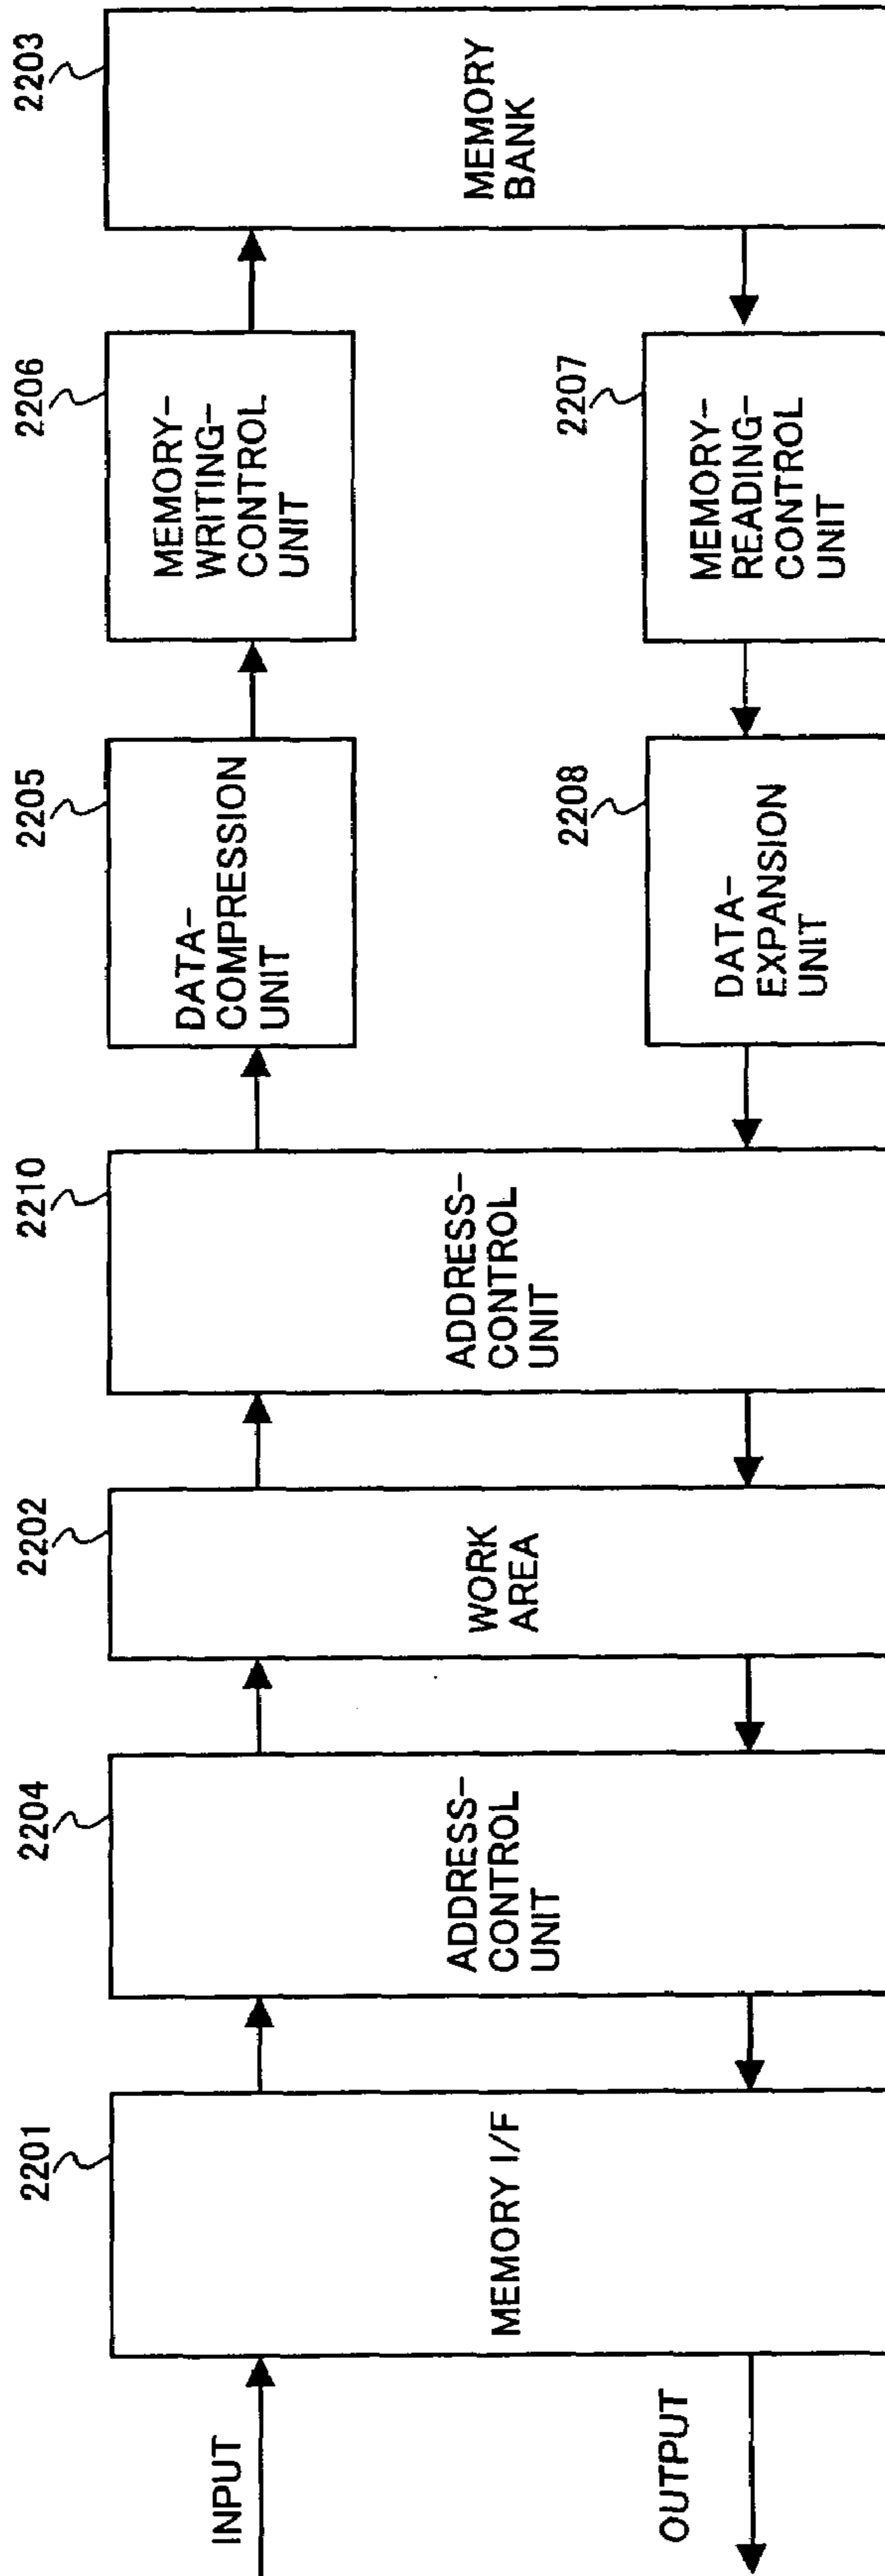 INPUT
OUTPUT
2201
MEMORY I/F
2204
ADDRESS-
CONTROL
UNIT
2202
WORK
AREA
2210
ADDRESS-
CONTROL
UNIT
2205
DATA-
COMPRESSION
UNIT
2208
DATA-
EXPANSION
UNIT
2206
MEMORY-
WRITING-
CONTROL
UNIT
2207
MEMORY-
READING-
CONTROL
UNIT
2203
MEMORY
BANK